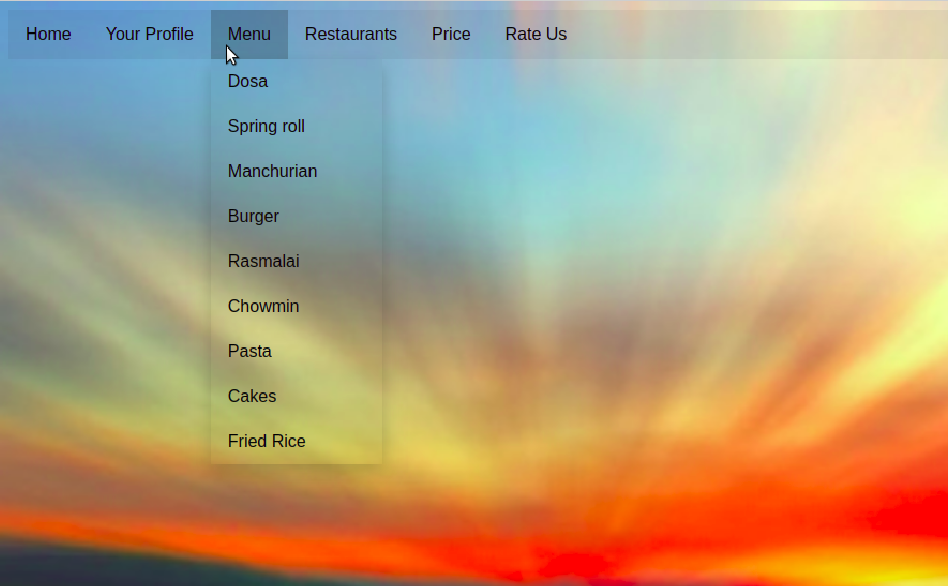 Home Your Profile Menu Restaurants Price Rate Us
Dosa
Spring roll
Manchurian
Burger
Rasmalai
Chowmin
Pasta
Cakes
Fried Rice